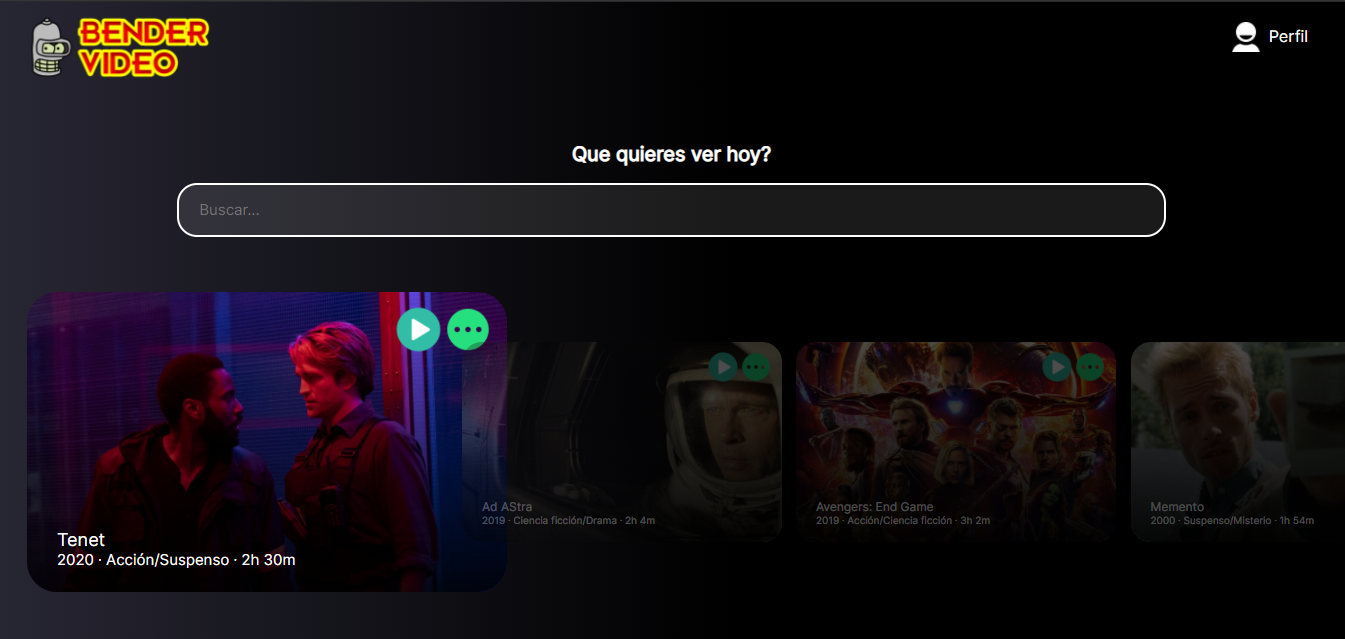 BENDER
VIDEO
Perfil
Que quieres ver hoy?
Buscar...
Tenet
2020 · Acción/Suspenso · 2h 30m
Ad AStra
2019 · Ciencia ficción/Drama · 2h 4m
Avengers: End Game
2019 · Acción/Ciencia ficción · 3h 2m
Memento
2000 · Suspenso/Misterio · 1h 54m